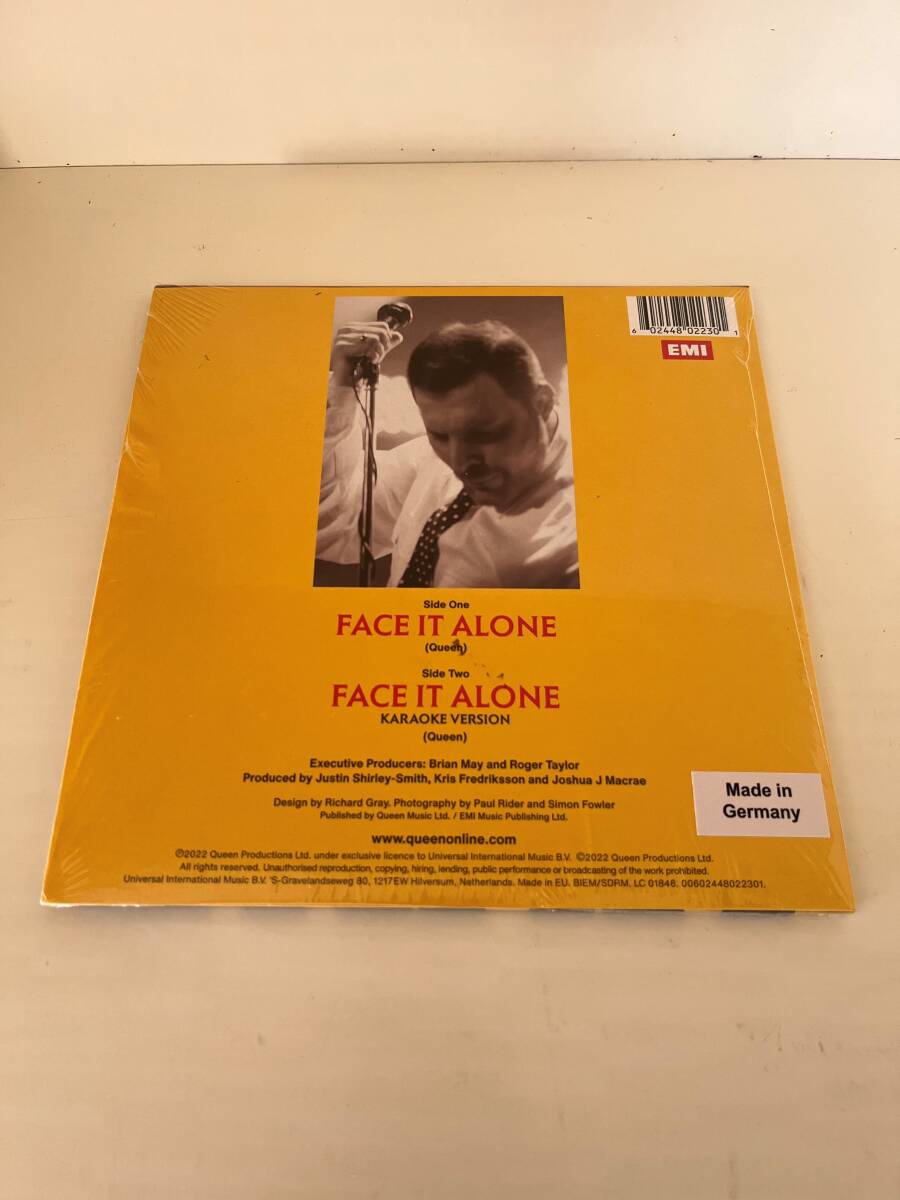 6 02448 02230 1
EMI
Side One
FACE IT ALONE
(Queen)
Side Two
FACE IT ALONE
KARAOKE VERSION
(Queen)
Executive Producers: Brian May and Roger Taylor
Produced by Justin Shirley-Smith, Kris Fredriksson and Joshua J Macrae
Design by Richard Gray. Photography by Paul Rider and Simon Fowler
Published by Queen Music Ltd. / EMI Music Publishing Ltd.
www.queenonline.com
℗2022 Queen Productions Ltd. under exclusive licence to Universal International Music B.V. ©2022 Queen Productions Ltd.
All rights reserved. Unauthorised reproduction, copying, hiring, lending, public performance or broadcasting of the work prohibited.
Universal International Music B.V. 'S-Gravelandseweg 80, 1217EW Hilversum, Netherlands. Made in EU. BIEM/SDRM. LC 01846. 00602448022301.
Made in
Germany